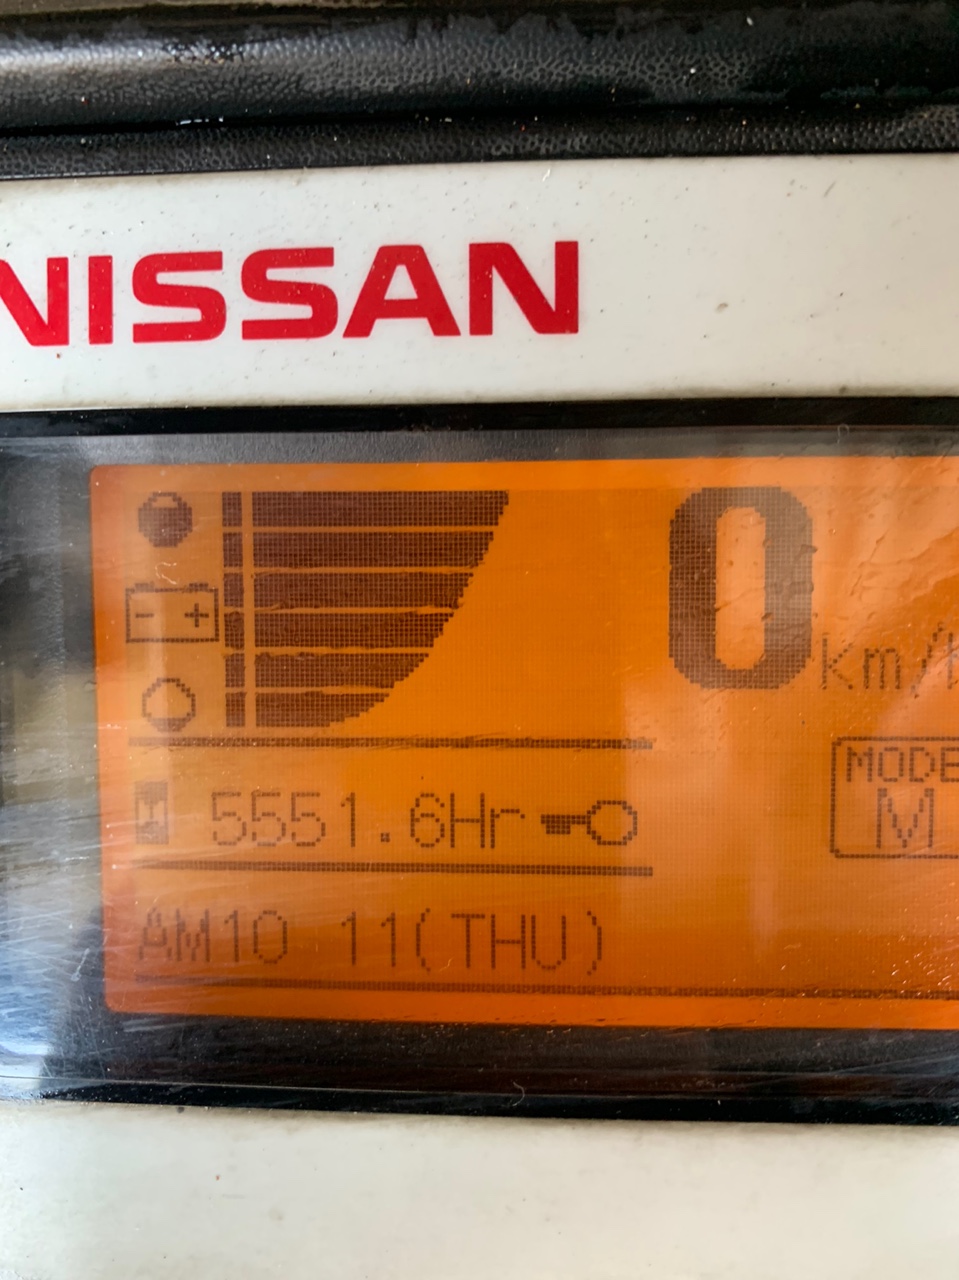 NISSAN
0 km/h
- +
5551.6Hr
MODE
M
AM10 11(THU)